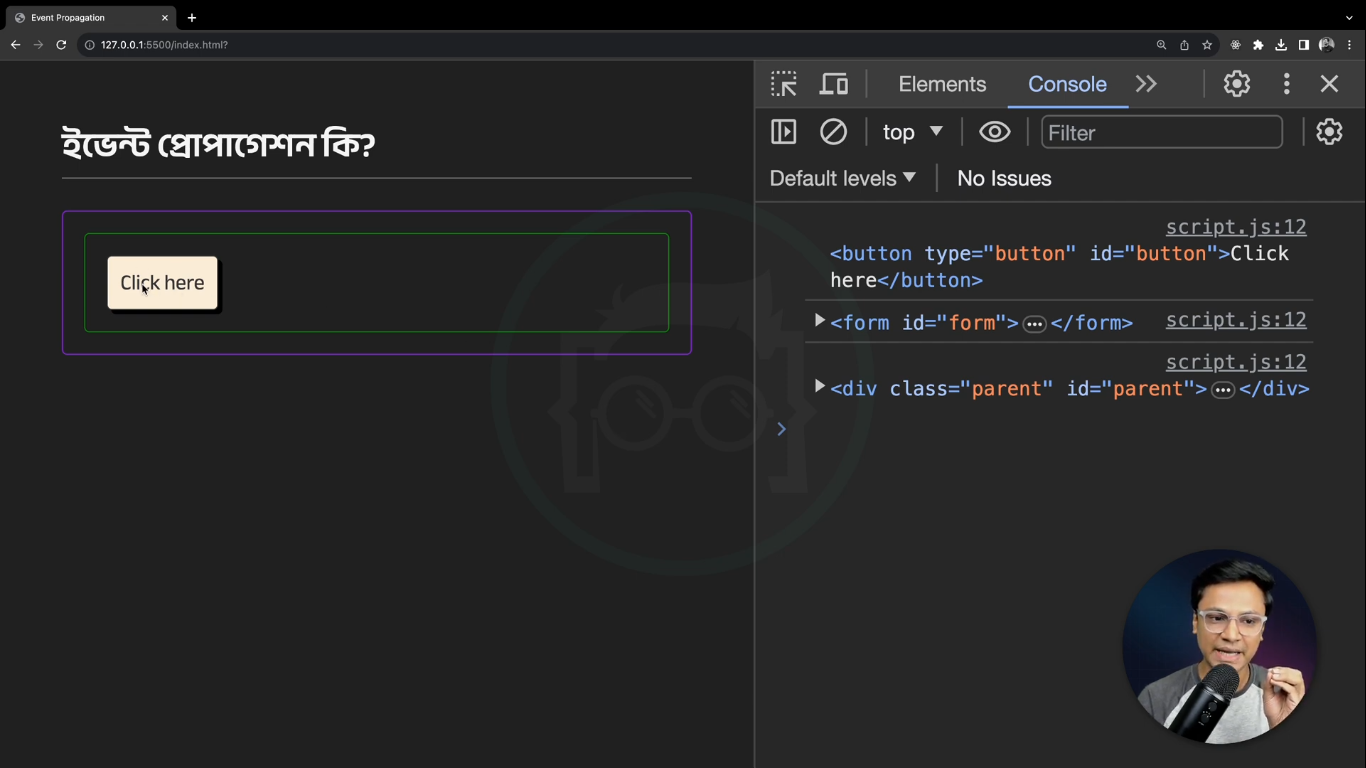 Event Propagation
127.0.0.1:5500/index.html?
ইভেন্ট প্রোপাগেশন কি?
Click here
Elements
Console
top
Filter
Default levels
No Issues
script.js:12
<button type="button" id="button">Click
here</button>
<form id="form">…</form>
script.js:12
script.js:12
<div class="parent" id="parent">…</div>